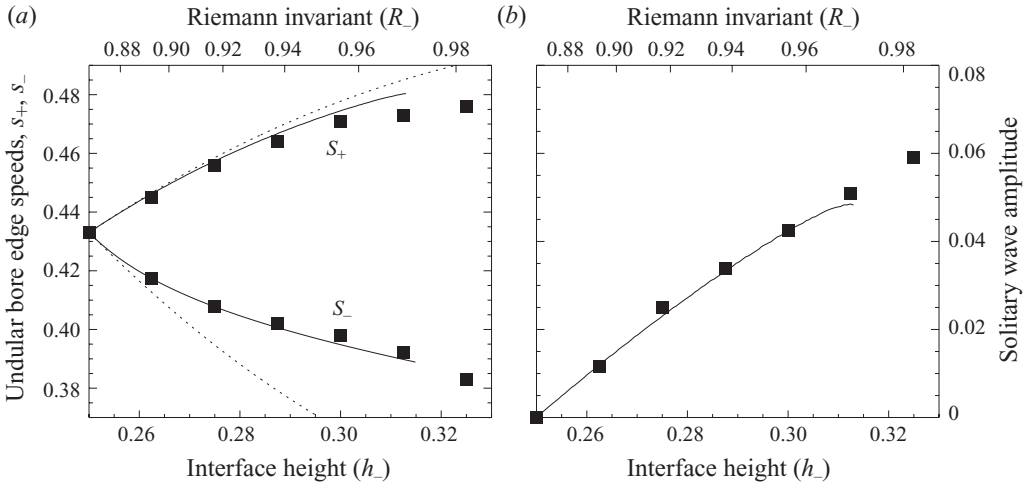 (a)
Riemann invariant (R_)
0.88 0.90 0.92 0.94 0.96 0.98
Undular bore edge speeds, s+, s_
0.48
0.46
0.44
0.42
0.40
0.38
S+
S_
0.26 0.28 0.30 0.32
Interface height (h_)
(b)
Riemann invariant (R_)
0.88 0.90 0.92 0.94 0.96 0.98
0.08
0.06
0.04
0.02
0
Solitary wave amplitude
0.26 0.28 0.30 0.32
Interface height (h_)